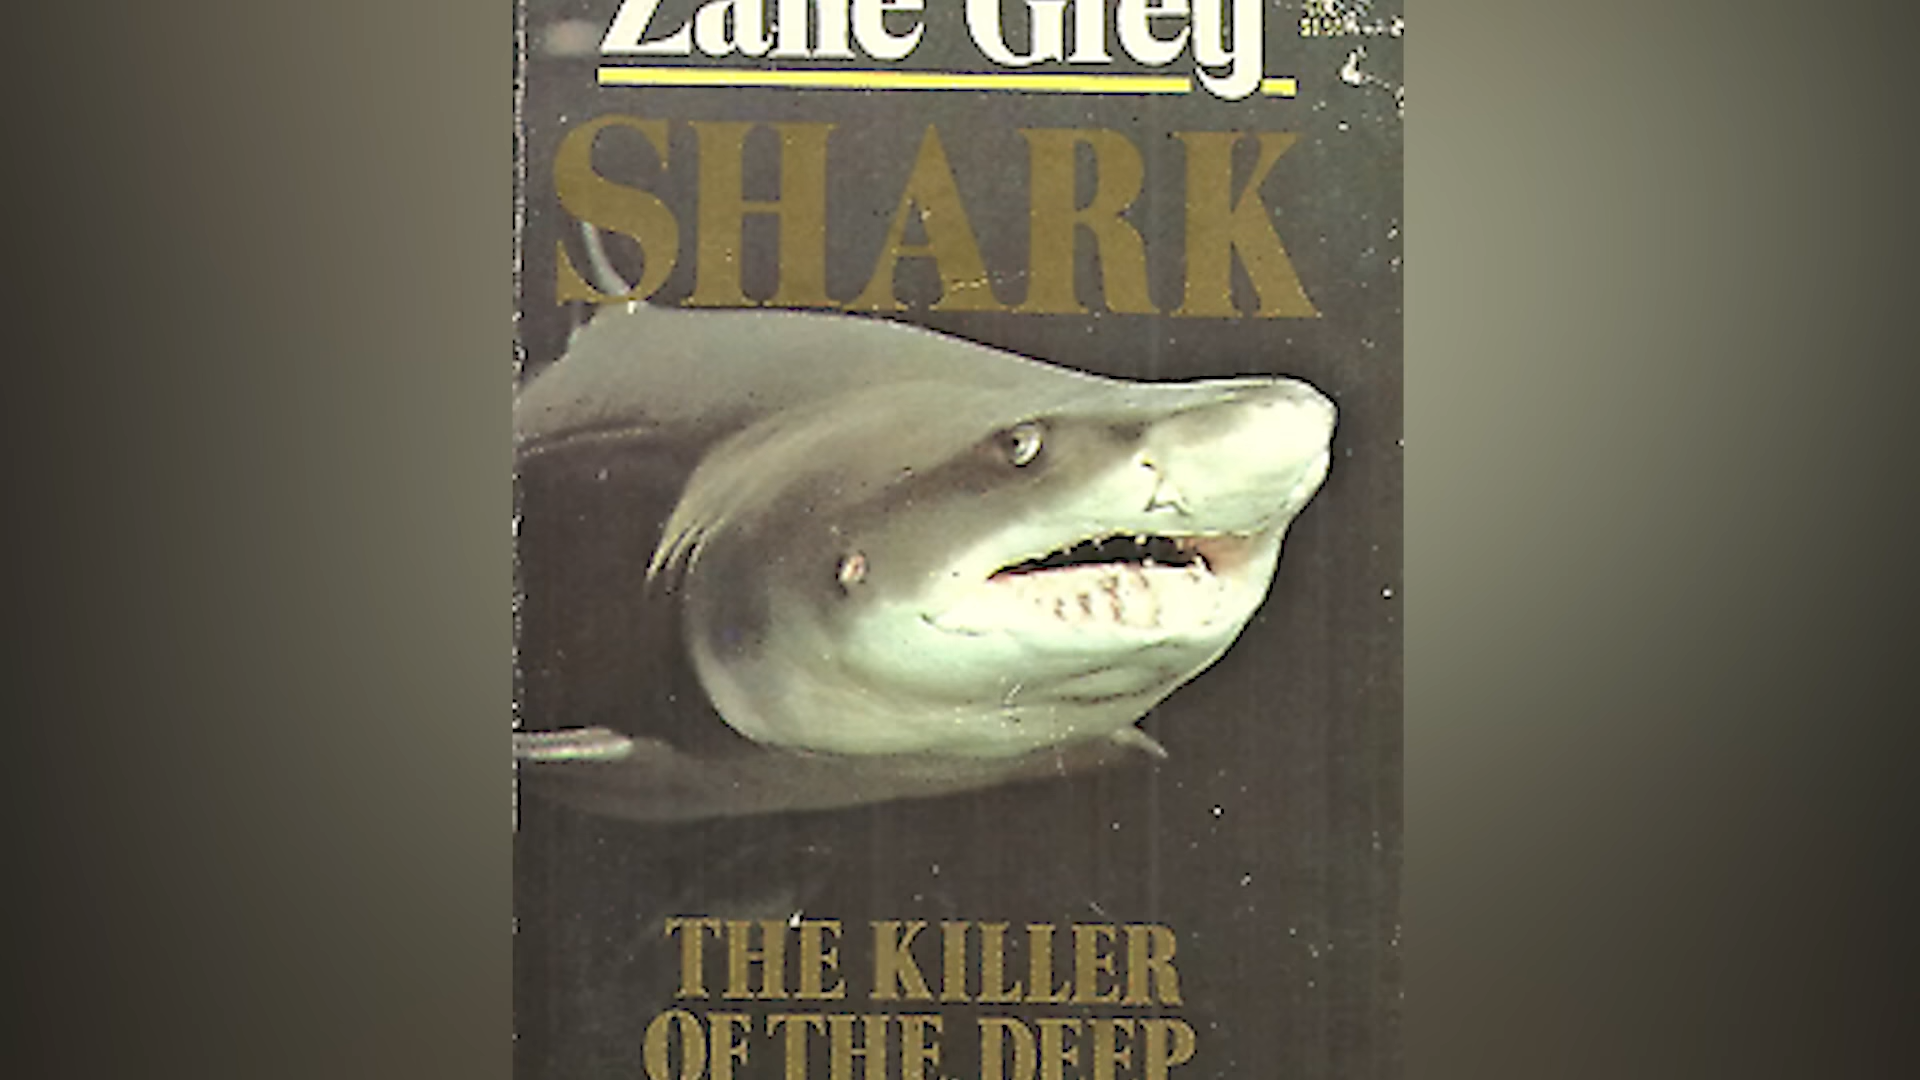 Zane Grey
SHARK
THE KILLER
OF THE DEEP